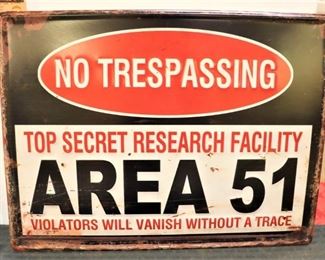 NO TRESPASSING
TOP SECRET RESEARCH FACILITY
AREA 51
VIOLATORS WILL VANISH WITHOUT A TRACE